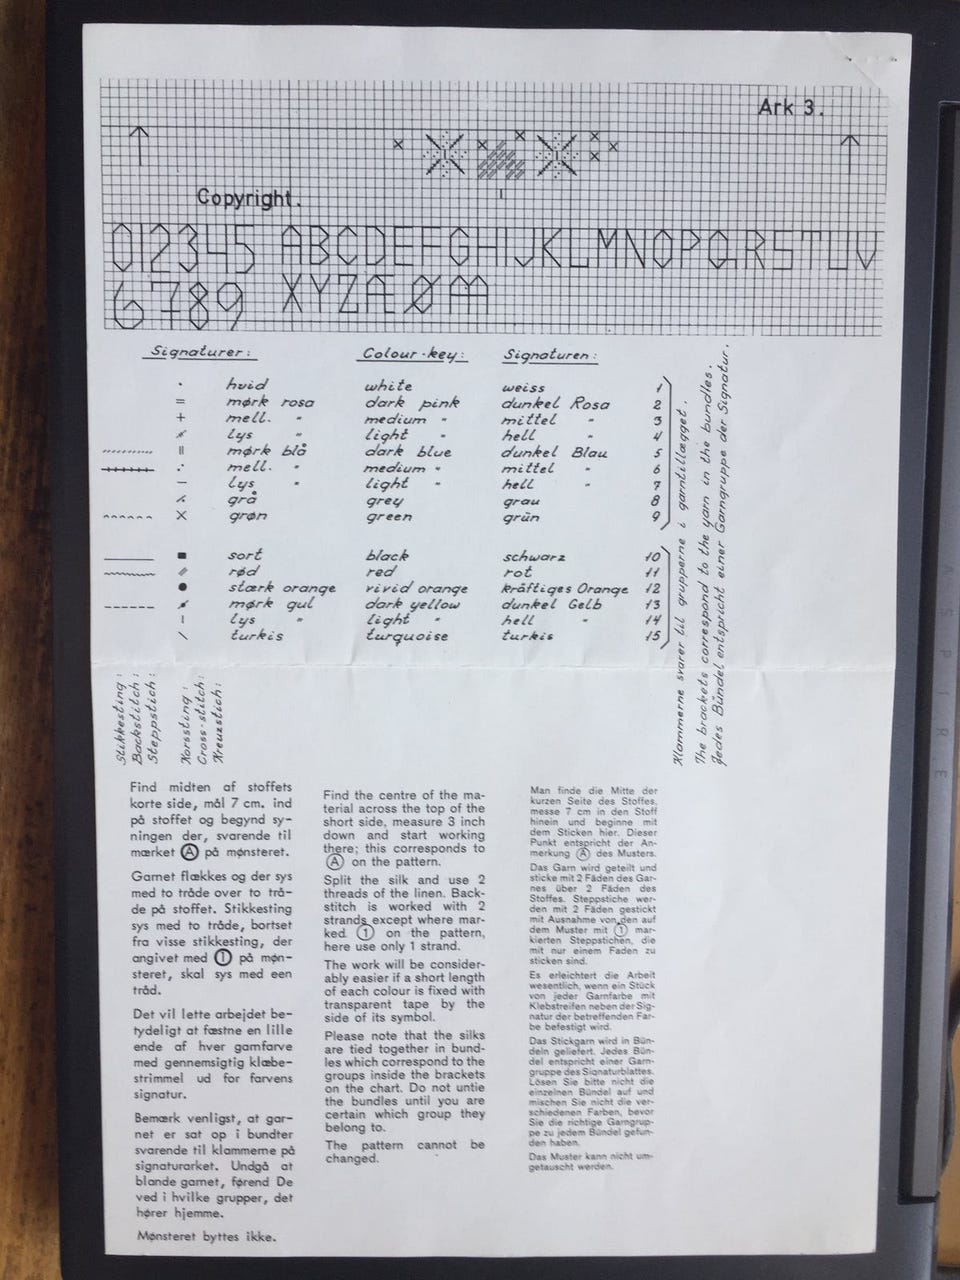 Ark 3.
Copyright.
012345 ABCDEFGHIJKLMNOPQRSTUV
6789 XYZÆØ
Signaturer: Colour-key: Signaturen:
· hvid white weiss 1
= mørk rosa dark pink dunkel Rosa 2
+ mell. " medium " mittel " 3
lys " light " hell " 4
॥ mørk blå dark blue dunkel Blau 5
mell. " medium " mittel " 6
— lys " light " hell " 7
grå grey grau 8
X grøn green grün 9
■ sort black schwarz 10
rød red rot 11
● stærk orange vivid orange kräftiges Orange 12
mørk gul dark yellow dunkel Gelb 13
ı lys " light " hell " 14
\ turkis turquoise turkis 15
Klammerne svarer til grupperne i garntillægget.
The brackets correspond to the yarn in the bundles.
Jedes Bündel entspricht einer Garngruppe der Signatur.
Stikkesting:
Backstitch:
Steppstich:
Korssting:
Cross-stitch:
Kreuzstich:
Find midten af stoffets
korte side, mål 7 cm. ind
på stoffet og begynd sy-
ningen der, svarende til
mærket Ⓐ på mønsteret.
Garnet flækkes og der sys
med to tråde over to trå-
de på stoffet. Stikkesting
sys med to tråde, bortset
fra visse stikkesting, der
angivet med ① på møn-
steret, skal sys med een
tråd.
Det vil lette arbejdet be-
tydeligt at fæstne en lille
ende af hver garnfarve
med gennemsigtig klæbe-
strimmel ud for farvens
signatur.
Bemærk venligst, at gar-
net er sat op i bundter
svarende til klammerne på
signaturarket. Undgå at
blande garnet, førend De
ved i hvilke grupper, det
hører hjemme.
Mønsteret byttes ikke.
Find the centre of the ma-
terial across the top of the
short side, measure 3 inch
down and start working
there; this corresponds to
Ⓐ on the pattern.
Split the silk and use 2
threads of the linen. Back-
stitch is worked with 2
strands except where mar-
ked ① on the pattern,
here use only 1 strand.
The work will be consider-
ably easier if a short length
of each colour is fixed with
transparent tape by the
side of its symbol.
Please note that the silks
are tied together in bund-
les which correspond to the
groups inside the brackets
on the chart. Do not untie
the bundles until you are
certain which group they
belong to.
The pattern cannot be
changed.
Man finde die Mitte der
kurzen Seite des Stoffes,
messe 7 cm in den Stoff
hinein und beginne mit
dem Sticken hier. Dieser
Punkt entspricht der An-
merkung Ⓐ des Musters.
Das Garn wird geteilt und
sticke mit 2 Fäden des Gar-
nes über 2 Fäden des
Stoffes. Steppstiche wer-
den mit 2 Fäden gestickt
mit Ausnahme von den auf
dem Muster mit ① mar-
kierten Steppstichen, die
mit nur einem Faden zu
sticken sind.
Es erleichtert die Arbeit
wesentlich, wenn ein Stück
von jeder Garnfarbe mit
Klebstreifen neben der Sig-
natur der betreffenden Far-
be befestigt wird.
Das Stickgarn wird in Bün-
deln geliefert. Jedes Bün-
del entspricht einer Garn-
gruppe des Signaturblattes.
Lösen Sie bitte nicht die
einzelnen Bündel auf und
mischen Sie nicht die ver-
schiedenen Farben, bevor
Sie die richtige Garngrup-
pe zu jedem Bündel gefun-
den haben.
Das Muster kann nicht um-
getauscht werden.
ASPIRE